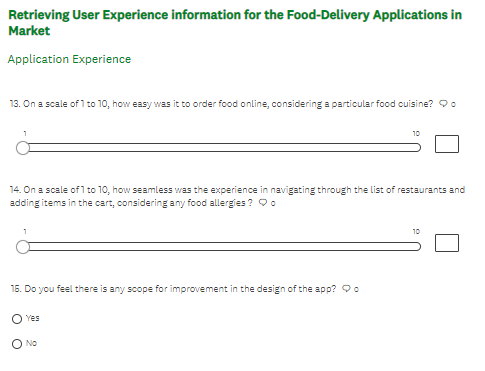 Retrieving User Experience information for the Food-Delivery Applications in
Market
Application Experience
13. On a scale of 1 to 10, how easy was it to order food online, considering a particular food cuisine? 0
1 10
14. On a scale of 1 to 10, how seamless was the experience in navigating through the list of restaurants and
adding items in the cart, considering any food allergies ? 0
1 10
15. Do you feel there is any scope for improvement in the design of the app? 0
Yes
No